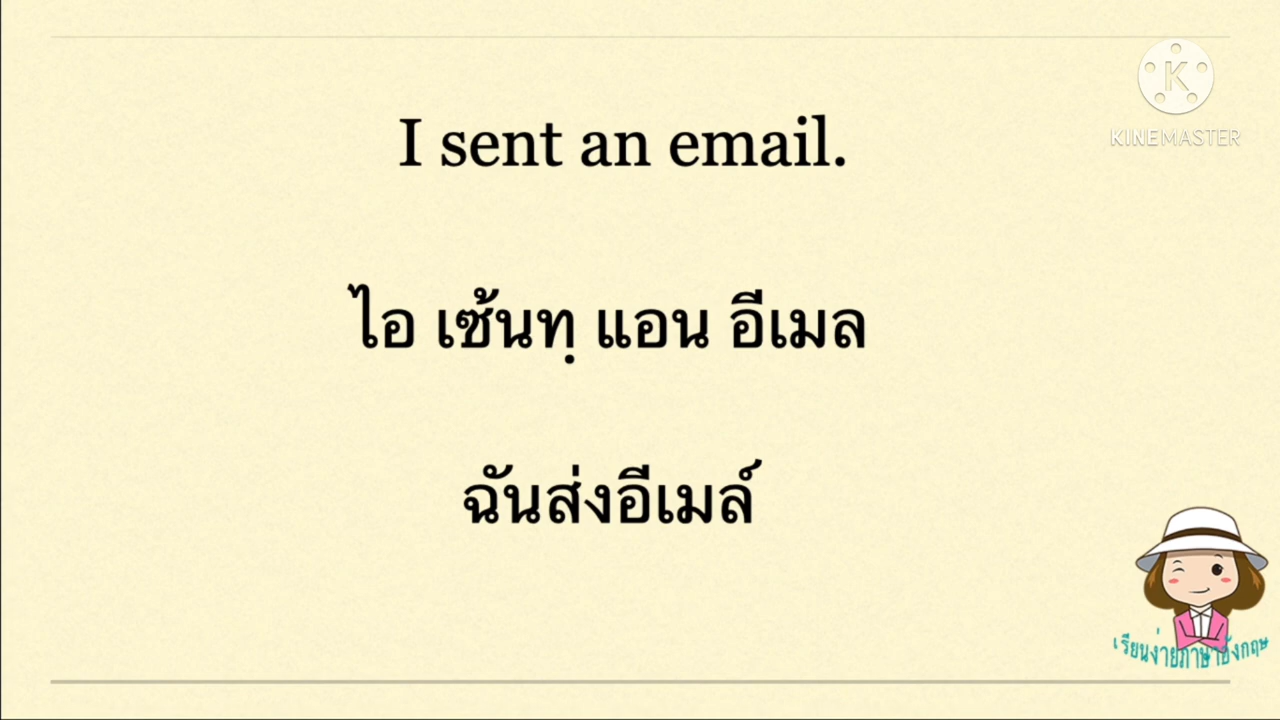 I sent an email.
ไอ เซ้นทฺ แอน อีเมล
ฉันส่งอีเมล์
K
KINEMASTER
เรียนง่ายภาษาอังกฤษ